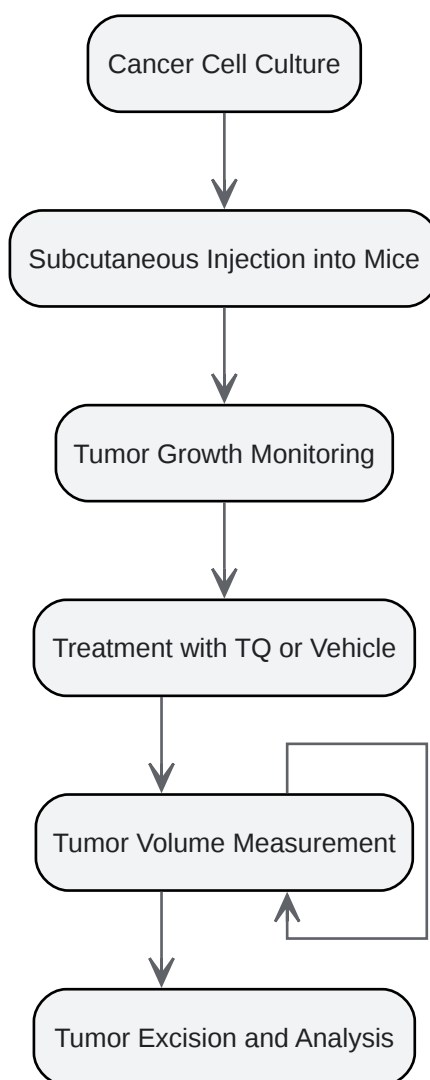 Cancer Cell Culture
Subcutaneous Injection into Mice
Tumor Growth Monitoring
Treatment with TQ or Vehicle
Tumor Volume Measurement
Tumor Excision and Analysis